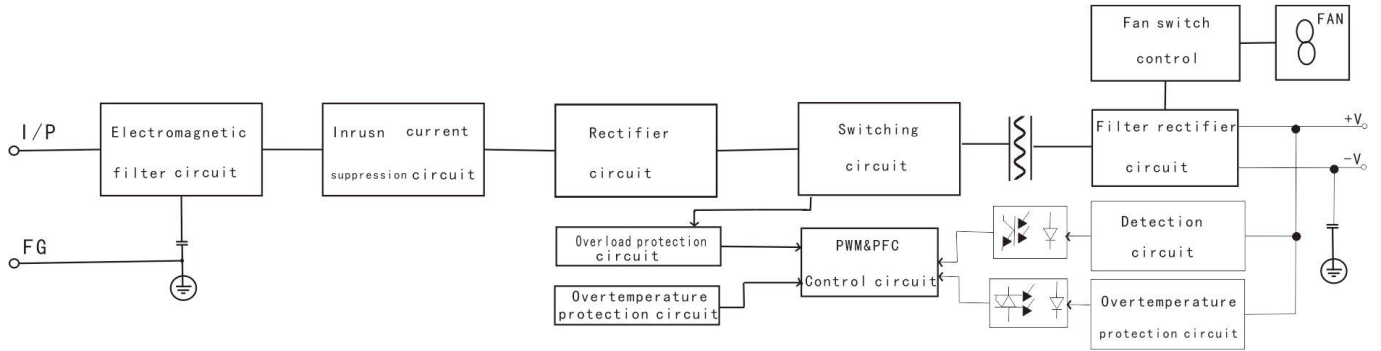 Fan switch
control
FAN
I/P
Electromagnetic
filter circuit
Inrusn current
suppression circuit
Rectifier
circuit
Switching
circuit
Filter rectifier
circuit
+V
-V
FG
Overload protection
circuit
PWM&PFC
Control circuit
Detection
circuit
Overtemperature
protection circuit
Overtemperature
protection circuit